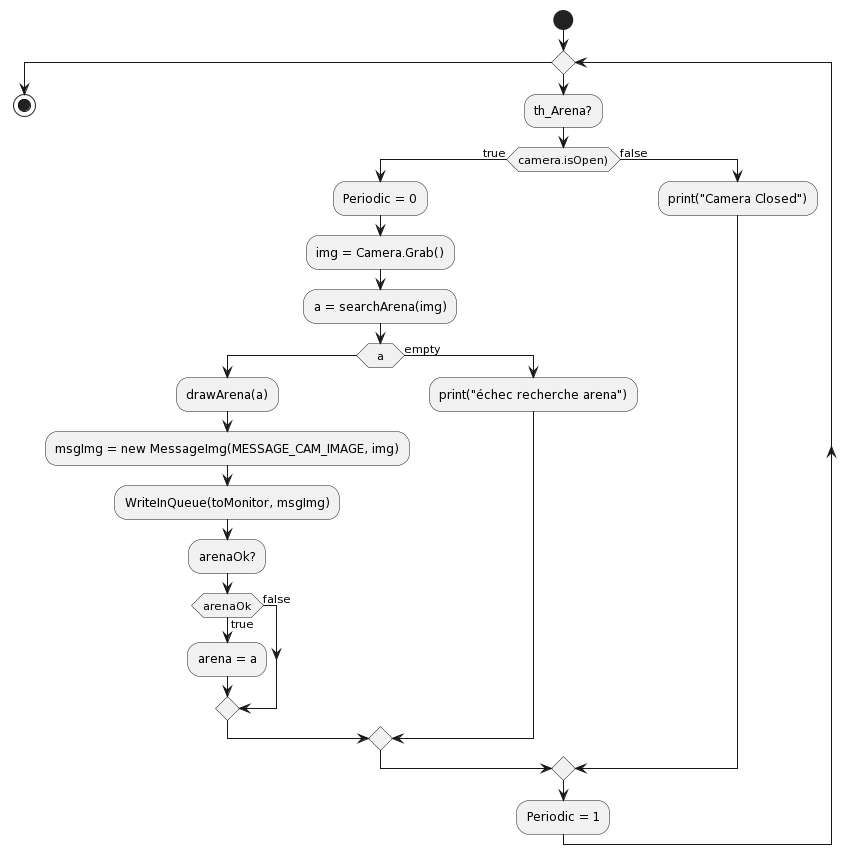 th_Arena?
true
camera.isOpen)
false
Periodic = 0
print("Camera Closed")
img = Camera.Grab()
a = searchArena(img)
a
empty
drawArena(a)
print("échec recherche arena")
msgImg = new MessageImg(MESSAGE_CAM_IMAGE, img)
WriteInQueue(toMonitor, msgImg)
arenaOk?
arenaOk
false
true
arena = a
Periodic = 1